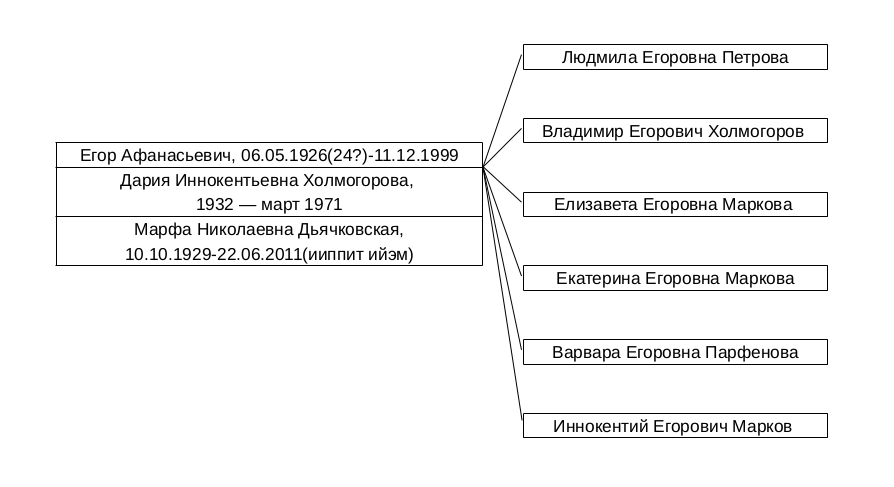 Егор Афанасьевич, 06.05.1926(24?)-11.12.1999
Дария Иннокентьевна Холмогорова,
1932 — март 1971
Марфа Николаевна Дьячковская,
10.10.1929-22.06.2011(ииппит ийэм)
Людмила Егоровна Петрова
Владимир Егорович Холмогоров
Елизавета Егоровна Маркова
Екатерина Егоровна Маркова
Варвара Егоровна Парфенова
Иннокентий Егорович Марков